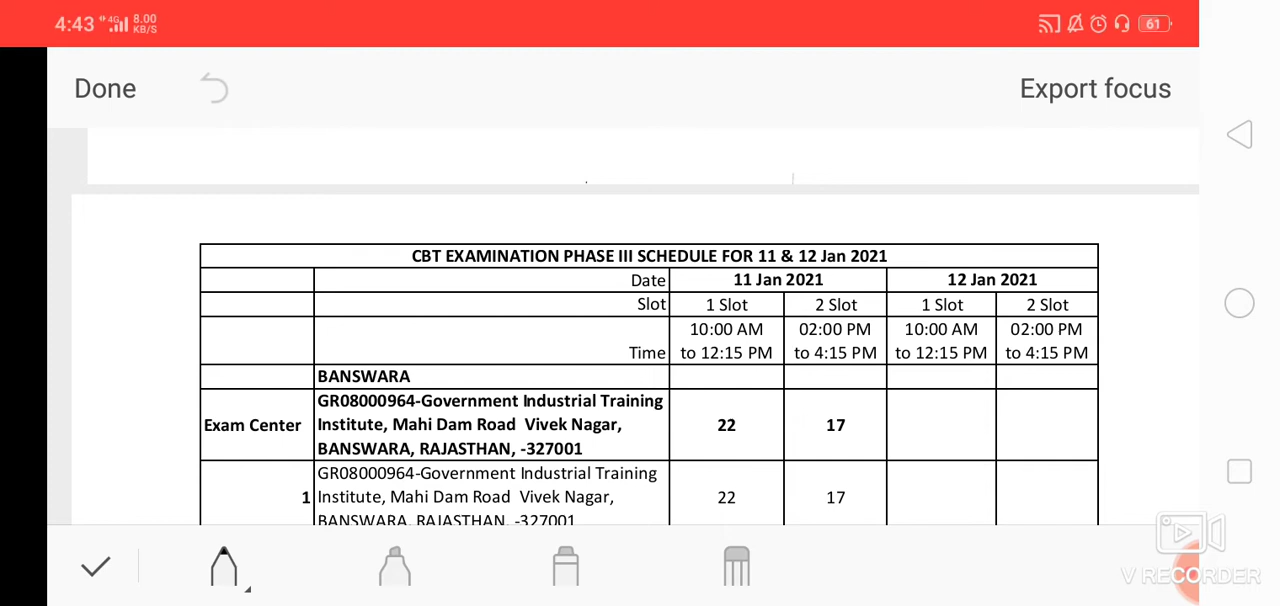 4:43 4G 8.00 KB/S 61
Done Export focus
CBT EXAMINATION PHASE III SCHEDULE FOR 11 & 12 Jan 2021
Date 11 Jan 2021 12 Jan 2021
Slot 1 Slot 2 Slot 1 Slot 2 Slot
10:00 AM 02:00 PM 10:00 AM 02:00 PM
Time to 12:15 PM to 4:15 PM to 12:15 PM to 4:15 PM
BANSWARA
GR08000964-Government Industrial Training
Exam Center Institute, Mahi Dam Road Vivek Nagar, 22 17
BANSWARA, RAJASTHAN, -327001
GR08000964-Government Industrial Training
1 Institute, Mahi Dam Road Vivek Nagar, 22 17
BANSWARA, RAJASTHAN, -327001
V RECORDER